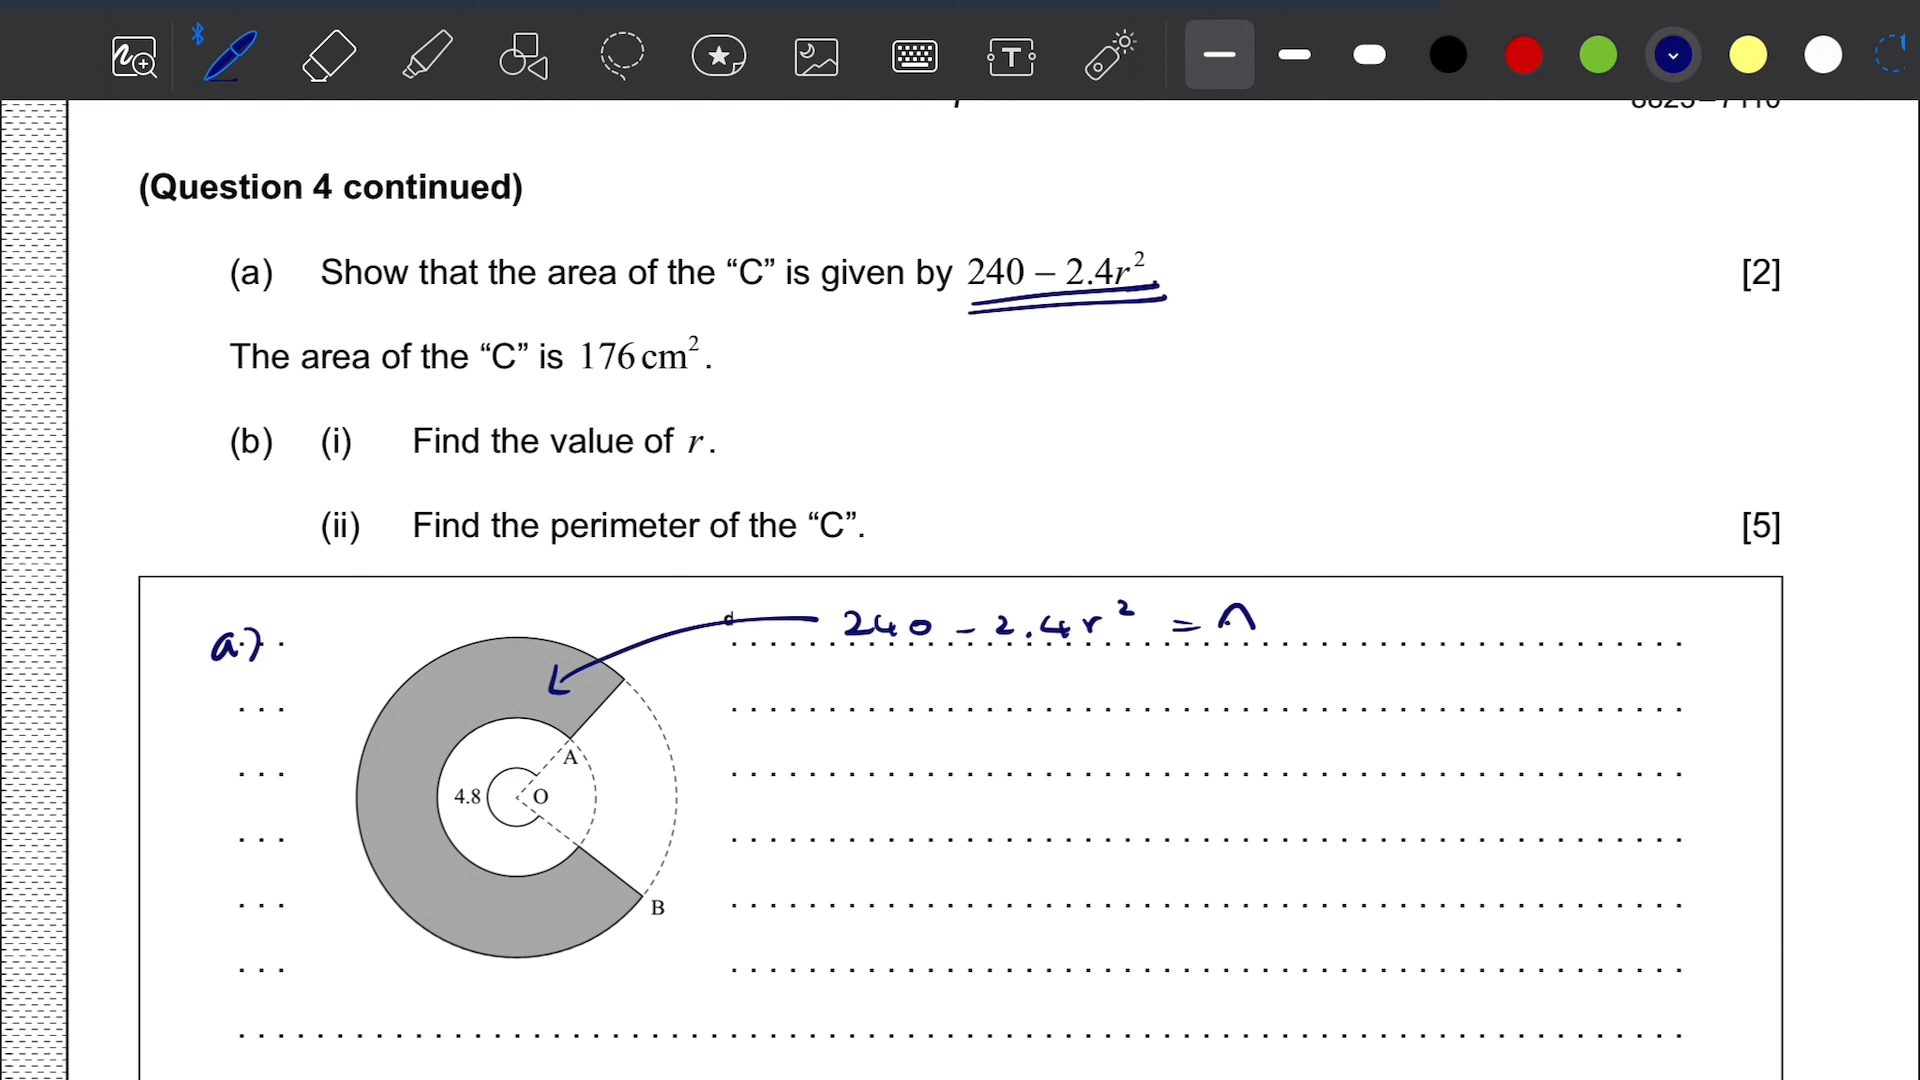 T
(Question 4 continued)
(a) Show that the area of the “C” is given by 240 – 2.4r². [2]
The area of the “C” is 176 cm².
(b) (i) Find the value of r.
(ii) Find the perimeter of the “C”. [5]
a.) 240 - 2.4r² = A
A
4.8 O
B